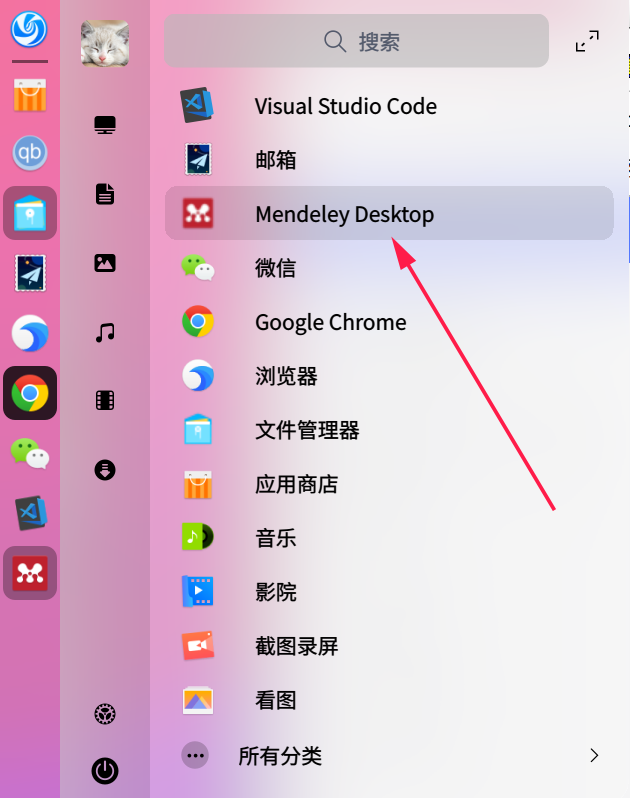 搜索
Visual Studio Code
邮箱
Mendeley Desktop
微信
Google Chrome
浏览器
文件管理器
应用商店
音乐
影院
截图录屏
看图
所有分类
qb